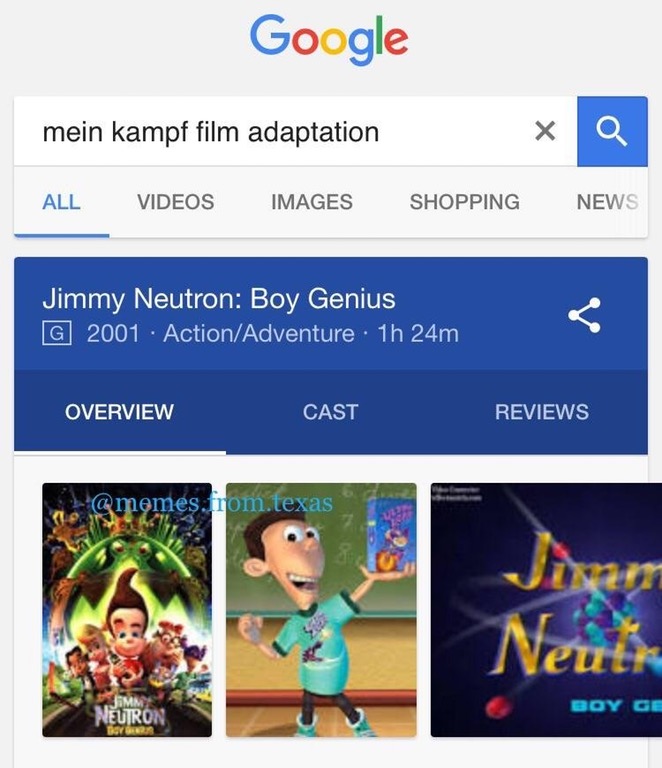 Google
mein kampf film adaptation
ALL VIDEOS IMAGES SHOPPING NEWS
Jimmy Neutron: Boy Genius
G 2001 · Action/Adventure · 1h 24m
OVERVIEW CAST REVIEWS
@memes.from.texas
JIMMY
NEUTRON
BOY GENIUS
Jimm
Neutr
BOY GE